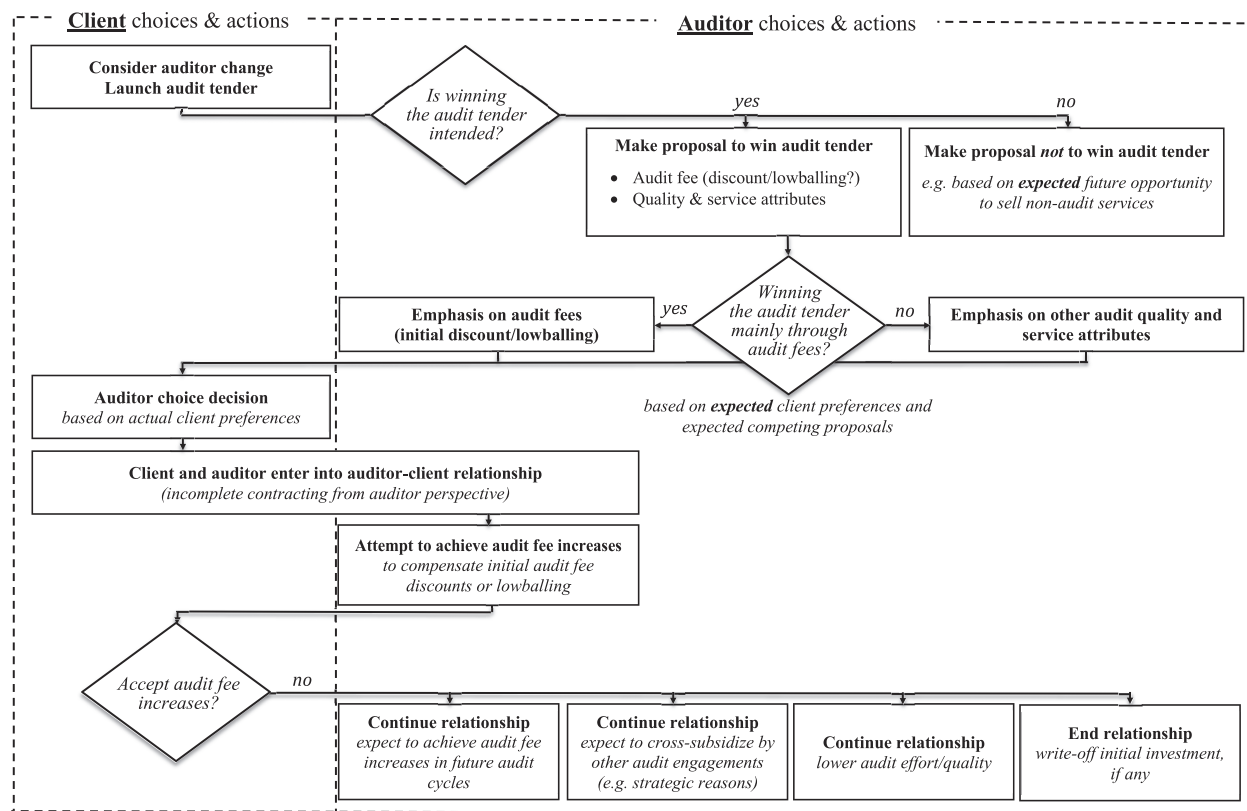 Client choices & actions
Auditor choices & actions
Consider auditor change
Launch audit tender
Is winning
the audit tender
intended?
yes
no
Make proposal to win audit tender
• Audit fee (discount/lowballing?)
• Quality & service attributes
Make proposal not to win audit tender
e.g. based on expected future opportunity
to sell non-audit services
Winning
the audit tender
mainly through
audit fees?
yes
no
Emphasis on audit fees
(initial discount/lowballing)
Emphasis on other audit quality and
service attributes
based on expected client preferences and
expected competing proposals
Auditor choice decision
based on actual client preferences
Client and auditor enter into auditor-client relationship
(incomplete contracting from auditor perspective)
Attempt to achieve audit fee increases
to compensate initial audit fee
discounts or lowballing
Accept audit fee
increases?
no
Continue relationship
expect to achieve audit fee
increases in future audit
cycles
Continue relationship
expect to cross-subsidize by
other audit engagements
(e.g. strategic reasons)
Continue relationship
lower audit effort/quality
End relationship
write-off initial investment,
if any